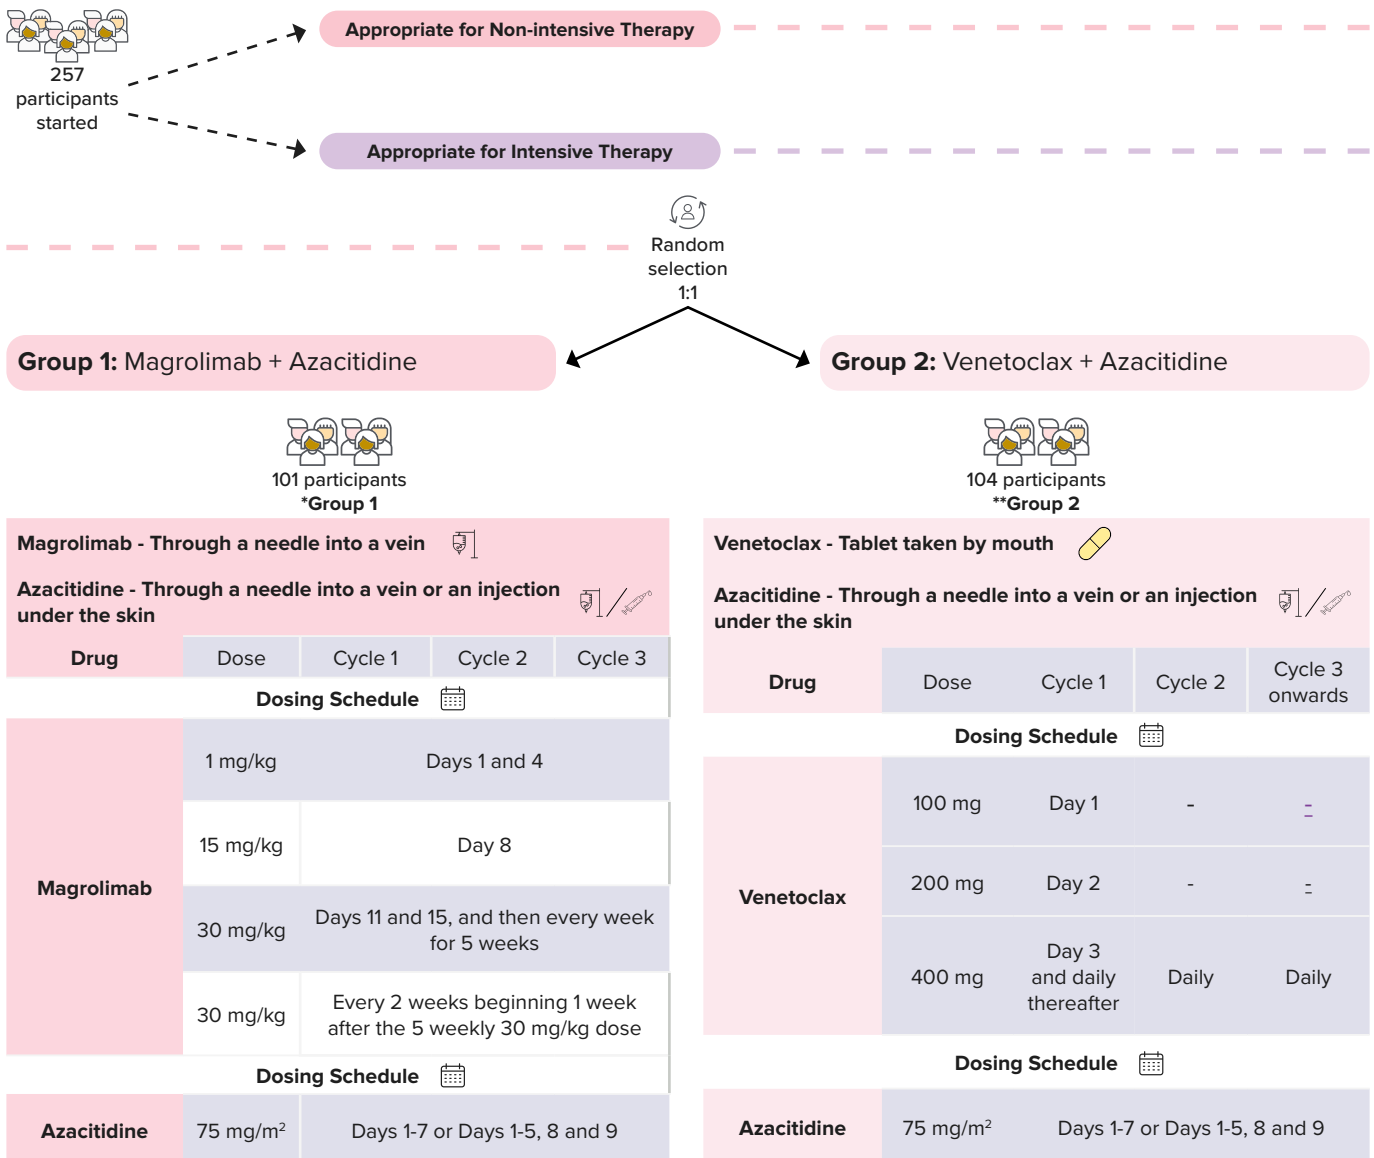 257
participants
started
Appropriate for Non-intensive Therapy
Appropriate for Intensive Therapy
Random
selection
1:1
Group 1: Magrolimab + Azacitidine
101 participants
*Group 1
Magrolimab - Through a needle into a vein
Azacitidine - Through a needle into a vein or an injection
under the skin
Drug Dose Cycle 1 Cycle 2 Cycle 3
Dosing Schedule
Magrolimab
1 mg/kg Days 1 and 4
15 mg/kg Day 8
30 mg/kg Days 11 and 15, and then every week
for 5 weeks
30 mg/kg Every 2 weeks beginning 1 week
after the 5 weekly 30 mg/kg dose
Dosing Schedule
Azacitidine 75 mg/m² Days 1-7 or Days 1-5, 8 and 9
Group 2: Venetoclax + Azacitidine
104 participants
**Group 2
Venetoclax - Tablet taken by mouth
Azacitidine - Through a needle into a vein or an injection
under the skin
Drug Dose Cycle 1 Cycle 2 Cycle 3
onwards
Dosing Schedule
Venetoclax
100 mg Day 1 - -
200 mg Day 2 - -
400 mg Day 3
and daily
thereafter Daily Daily
Dosing Schedule
Azacitidine 75 mg/m² Days 1-7 or Days 1-5, 8 and 9